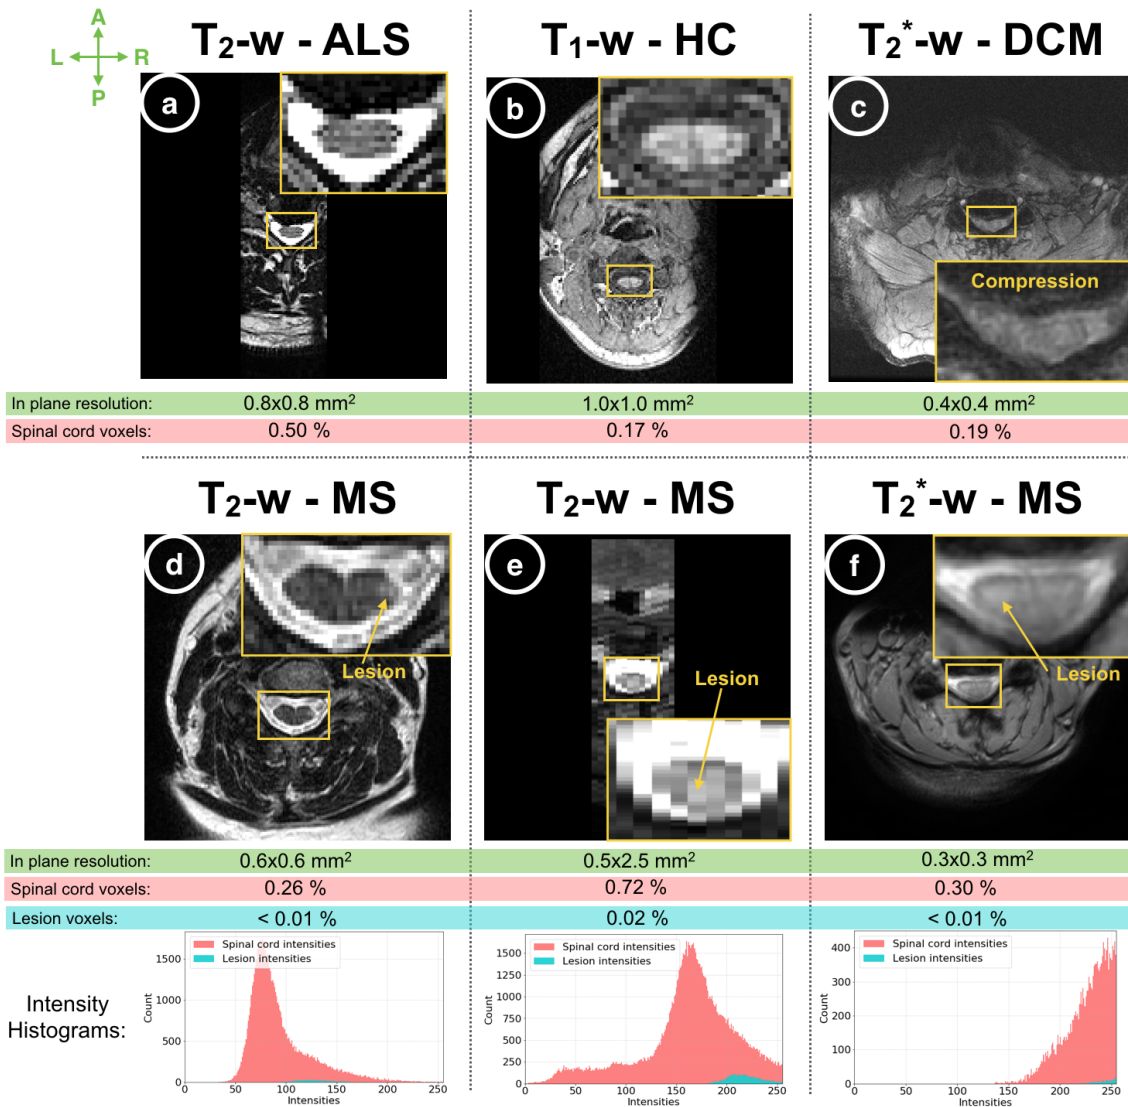 A
L R
P
T2-w - ALS
T1-w - HC
T2*-w - DCM
a
b
c
Compression
In plane resolution: 0.8x0.8 mm² 1.0x1.0 mm² 0.4x0.4 mm²
Spinal cord voxels: 0.50 % 0.17 % 0.19 %
T2-w - MS
T2-w - MS
T2*-w - MS
d
Lesion
e
Lesion
f
Lesion
In plane resolution: 0.6x0.6 mm² 0.5x2.5 mm² 0.3x0.3 mm²
Spinal cord voxels: 0.26 % 0.72 % 0.30 %
Lesion voxels: < 0.01 % 0.02 % < 0.01 %
Intensity
Histograms:
Count
1500
1000
500
0
Spinal cord intensities
Lesion intensities
0 50 100 150 200 250
Intensities
Count
1500
1250
1000
750
500
250
0
Spinal cord intensities
Lesion intensities
0 50 100 150 200 250
Intensities
Count
400
300
200
100
0
Spinal cord intensities
Lesion intensities
0 50 100 150 200 250
Intensities